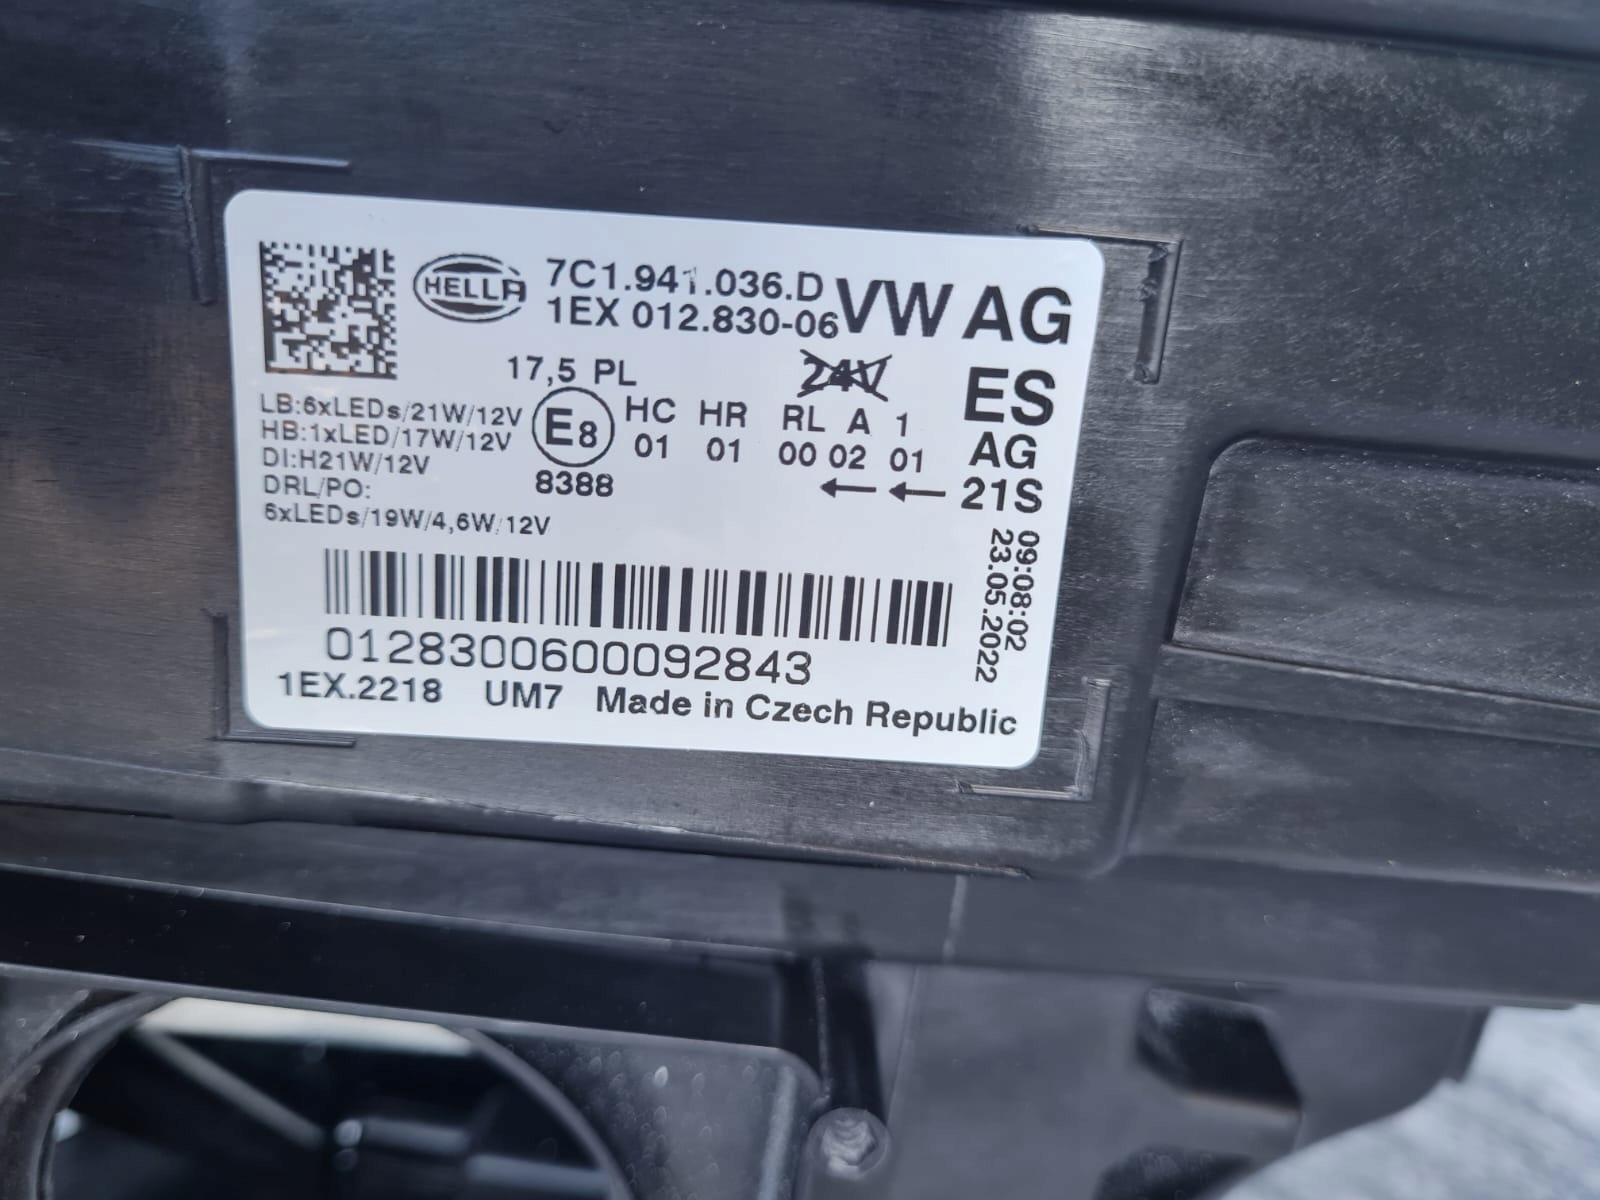 HELLA
7C1.941.036.D
1EX 012.830-06
VW AG
17,5 PL
24V
ES
LB:6xLEDs/21W/12V
HB:1xLED/17W/12V
DI:H21W/12V
DRL/PO:
6xLEDs/19W/4,6W/12V
E8
8388
HC HR RL A 1
01 01 00 02 01
← ←
AG
21S
09:08:02
23.05.2022
0128300600092843
1EX.2218 UM7 Made in Czech Republic